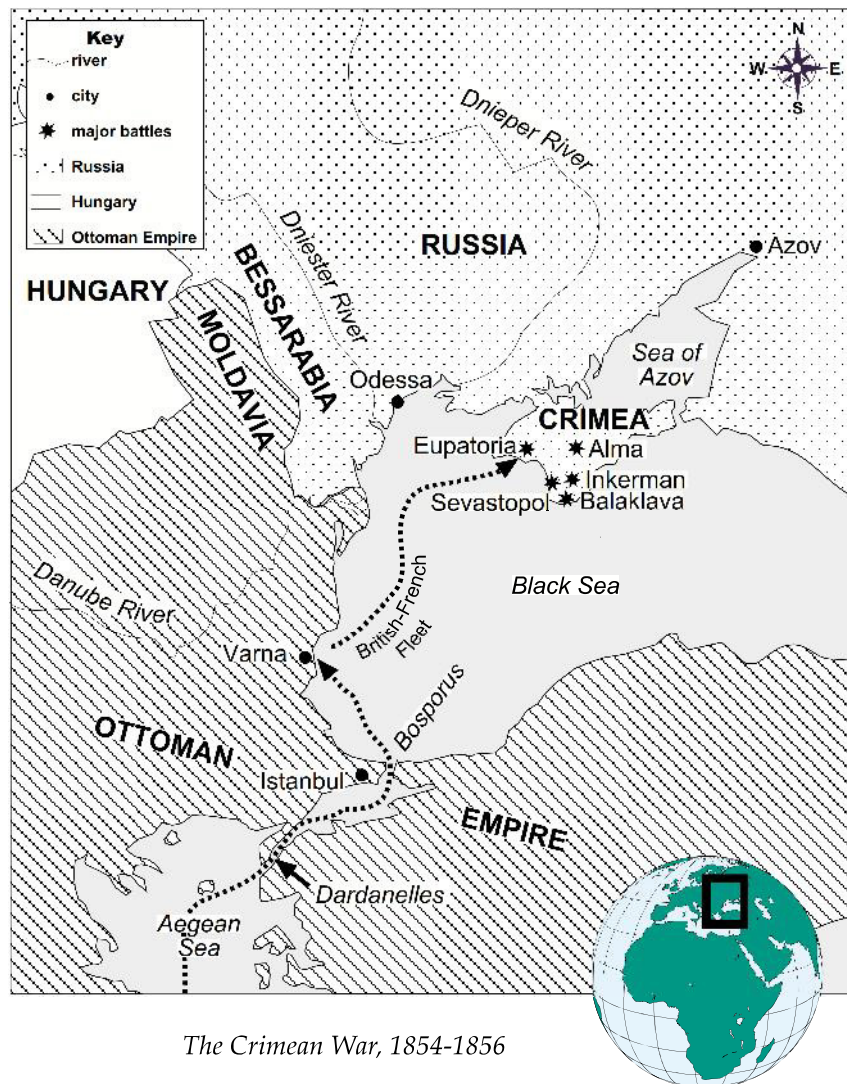 Key
river
city
major battles
Russia
Hungary
Ottoman Empire
N
W
E
S
Dnieper River
Dniester River
RUSSIA
Azov
HUNGARY
BESSARABIA
MOLDAVIA
Sea of
Azov
Odessa
CRIMEA
Eupatoria
Alma
Inkerman
Sevastopol
Balaklava
Danube River
Black Sea
British-French
Fleet
Varna
Bosporus
OTTOMAN
Istanbul
EMPIRE
Dardanelles
Aegean
Sea
The Crimean War, 1854-1856